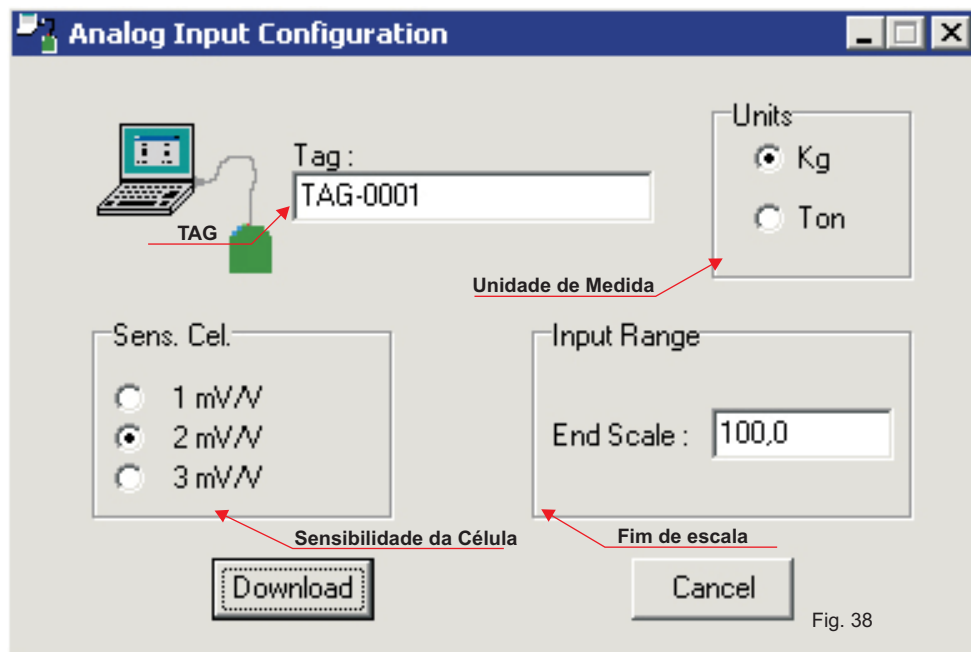 Analog Input Configuration
Units
Kg
Ton
Tag :
TAG-0001
TAG
Unidade de Medida
Sens. Cel.
1 mV/V
2 mV/V
3 mV/V
Sensibilidade da Célula
Input Range
End Scale : 100,0
Fim de escala
Download
Cancel
Fig. 38